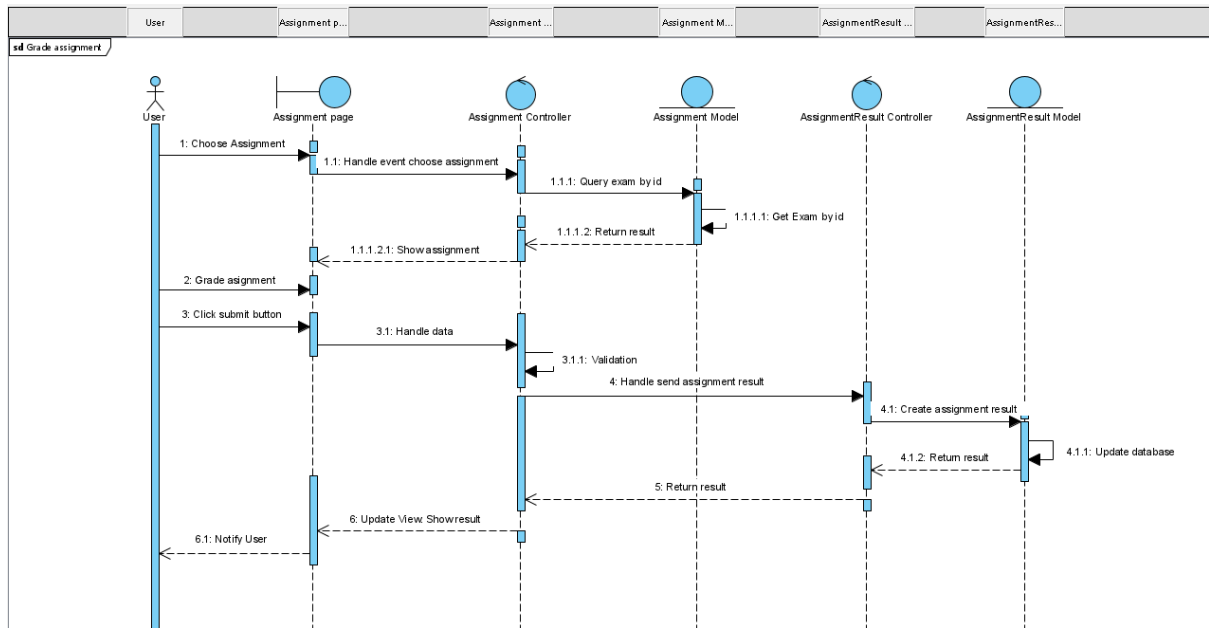 User
Assignment p...
Assignment ...
Assignment M...
AssignmentResult ...
AssignmentRes...
sd Grade assignment
User
Assignment page
Assignment Controller
Assignment Model
AssignmentResult Controller
AssignmentResult Model
1: Choose Assignment
1.1: Handle event choose assignment
1.1.1: Query exam by id
1.1.1.1: Get Exam by id
1.1.1.2: Return result
1.1.1.2.1: Show assignment
2: Grade asignment
3: Click submit button
3.1: Handle data
3.1.1: Validation
4: Handle send assignment result
4.1: Create assignment result
4.1.1: Update database
4.1.2: Return result
5: Return result
6: Update View: Show result
6.1: Notify User